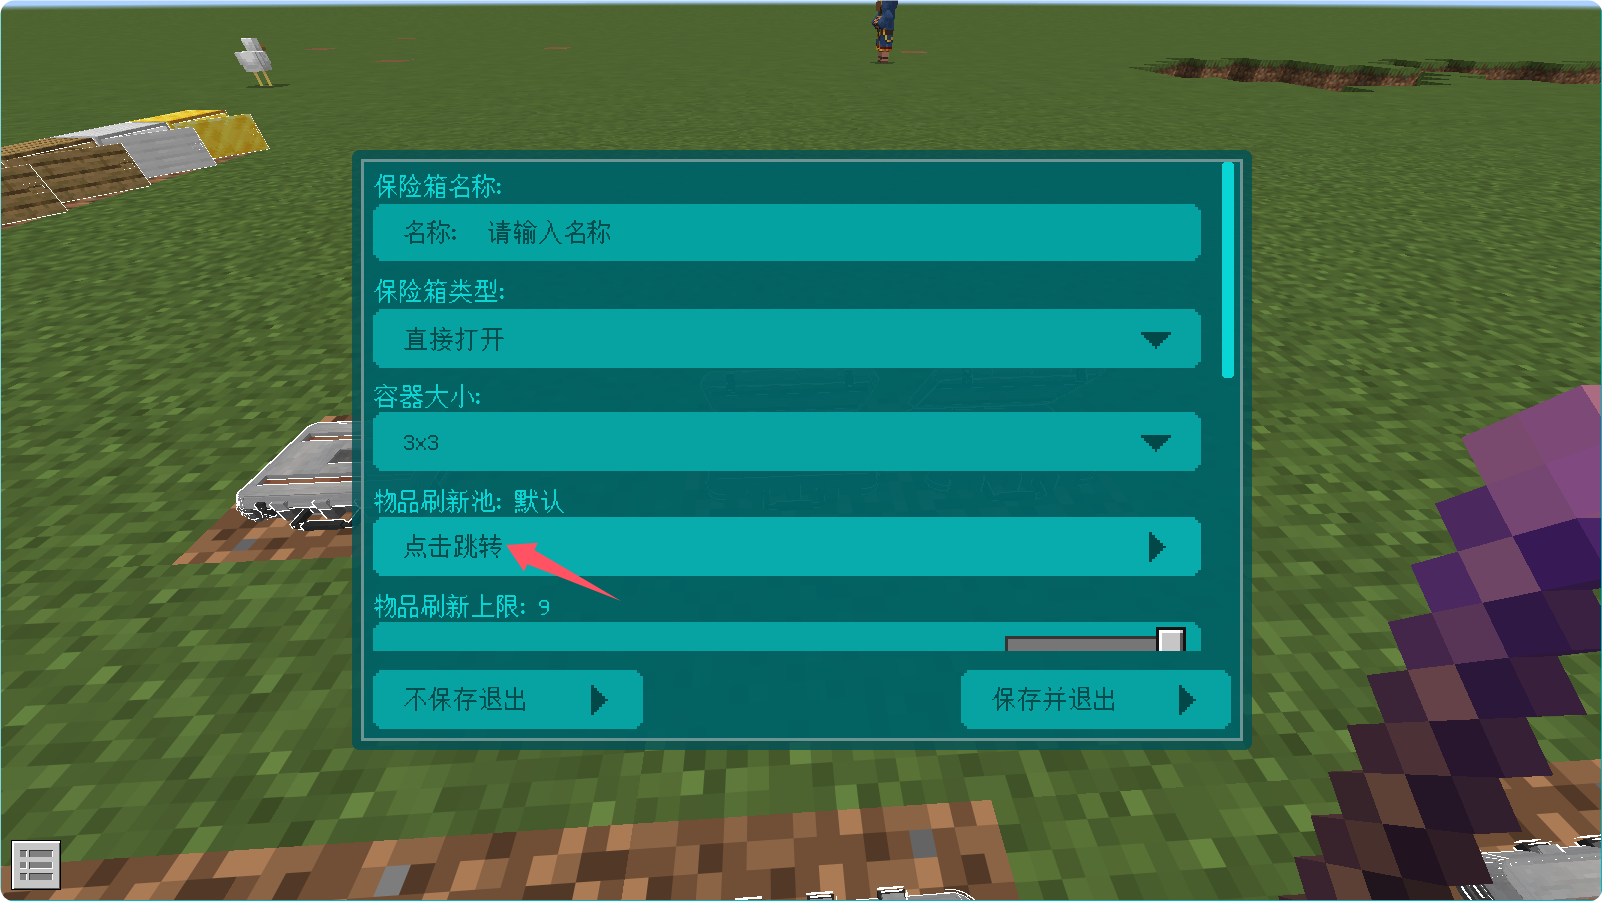 保险箱名称:
名称: 请输入名称
保险箱类型:
直接打开
容器大小:
3x3
物品刷新池: 默认
点击跳转
物品刷新上限: 9
不保存退出
保存并退出